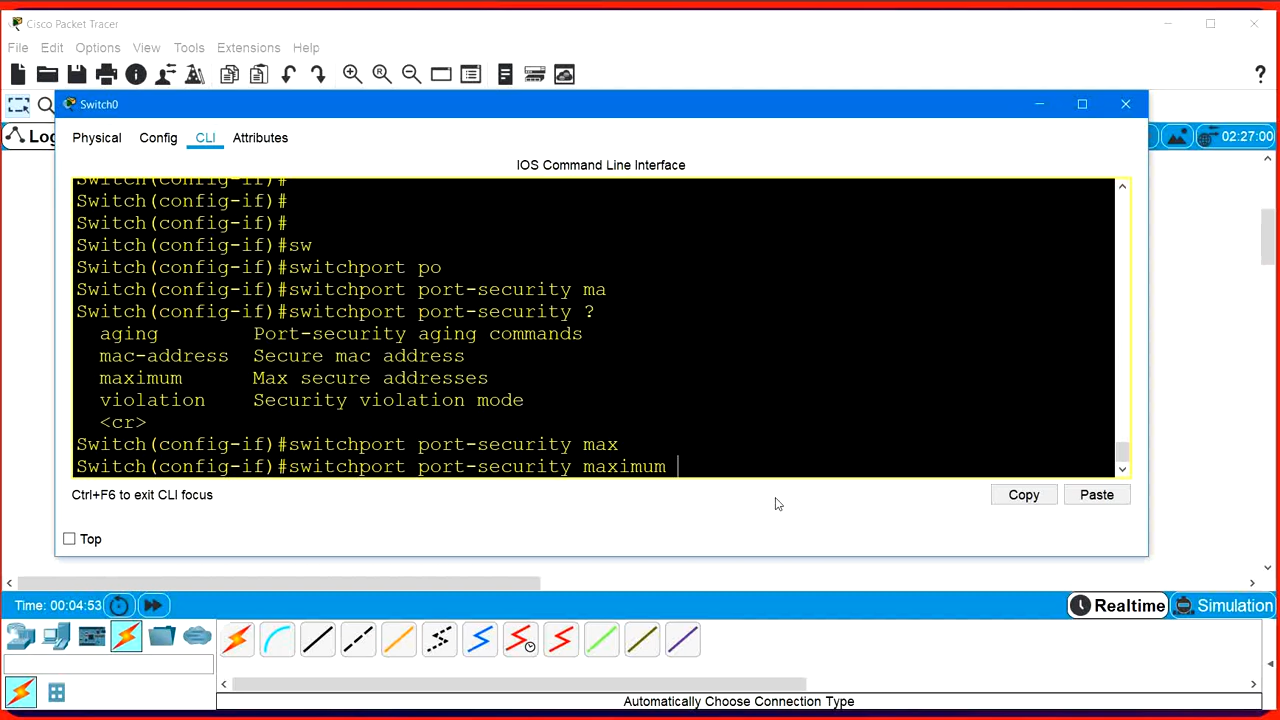 Cisco Packet Tracer
File Edit Options View Tools Extensions Help
?
Switch0
Log
02:27:00
Physical Config CLI Attributes
IOS Command Line Interface
Switch(config-if)#
Switch(config-if)#
Switch(config-if)#
Switch(config-if)#sw
Switch(config-if)#switchport po
Switch(config-if)#switchport port-security ma
Switch(config-if)#switchport port-security ?
aging Port-security aging commands
mac-address Secure mac address
maximum Max secure addresses
violation Security violation mode
<cr>
Switch(config-if)#switchport port-security max
Switch(config-if)#switchport port-security maximum
Ctrl+F6 to exit CLI focus
Copy Paste
Top
Time: 00:04:53
Realtime Simulation
Automatically Choose Connection Type